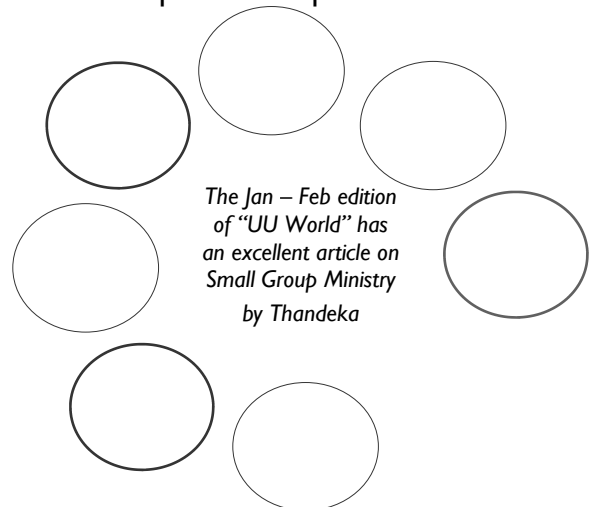 The Jan – Feb edition
of “UU World” has
an excellent article on
Small Group Ministry
by Thandeka